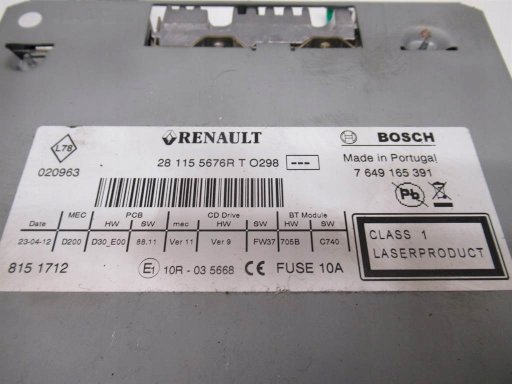 L78
RENAULT
BOSCH
020963
28 115 5676R T O298 ---
Made in Portugal
7 649 165 391
Pb
MEC PCB CD Drive BT Module
Date HW SW mec HW SW HW SW
23-04-12 D200 D30_E00 88.11 Ver 11 Ver 9 FW37 705B C740
CLASS 1
LASERPRODUCT
815 1712
E1 10R - 03 5668 CE FUSE 10A